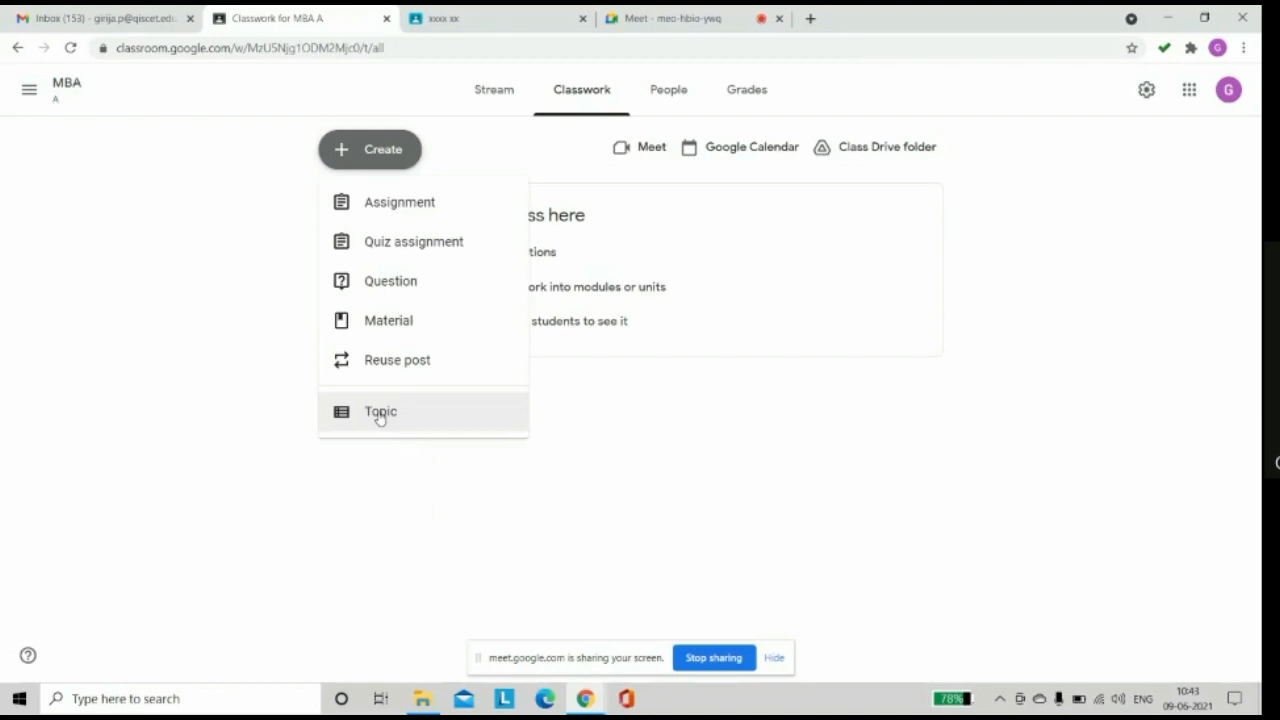 Inbox (153) - girija.p@qiscet.edu
Classwork for MBA A
xxxx xx
Meet - meo-hbio-ywq
classroom.google.com/w/MzU5Njg1ODM2Mjc0/t/all
G
MBA
A
Stream
Classwork
People
Grades
G
Create
Meet
Google Calendar
Class Drive folder
Assignment
ss here
Quiz assignment
tions
Question
ork into modules or units
Material
students to see it
Reuse post
Topic
meet.google.com is sharing your screen.
Stop sharing
Hide
Type here to search
78%
ENG
10:43
09-06-2021